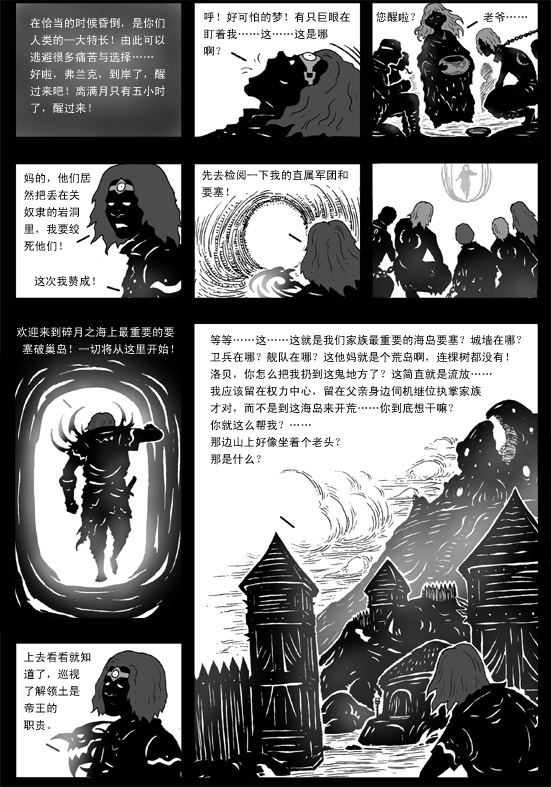 在恰当的时候昏倒，是你们
人类的一大特长！由此可以
逃避很多痛苦与选择……
好啦，弗兰克，到岸了，醒
过来吧！离满月只有五小时
了，醒过来！
呼！好可怕的梦！有只巨眼在
盯着我……这……这是哪
啊？
您醒啦？
老爷……
妈的，他们居
然把丢在关
奴隶的岩洞
里，我要绞
死他们！
这次我赞成！
先去检阅一下我的直属军团和
要塞！
欢迎来到碎月之海上最重要的要
塞破巢岛！一切将从这里开始！
等等……这……这就是我们家族最重要的海岛要塞？城墙在哪？
卫兵在哪？舰队在哪？这他妈就是个荒岛啊，连棵树都没有！
洛贝，你怎么把我扔到这鬼地方了？这简直就是流放……
我应该留在权力中心，留在父亲身边伺机继位执掌家族
才对，而不是到这海岛来开荒……你到底想干嘛？
你就这么帮我？……
那边山上好像坐着个老头？
那是什么？
上去看看就知
道了，巡视
了解领土是
帝王的
职责。